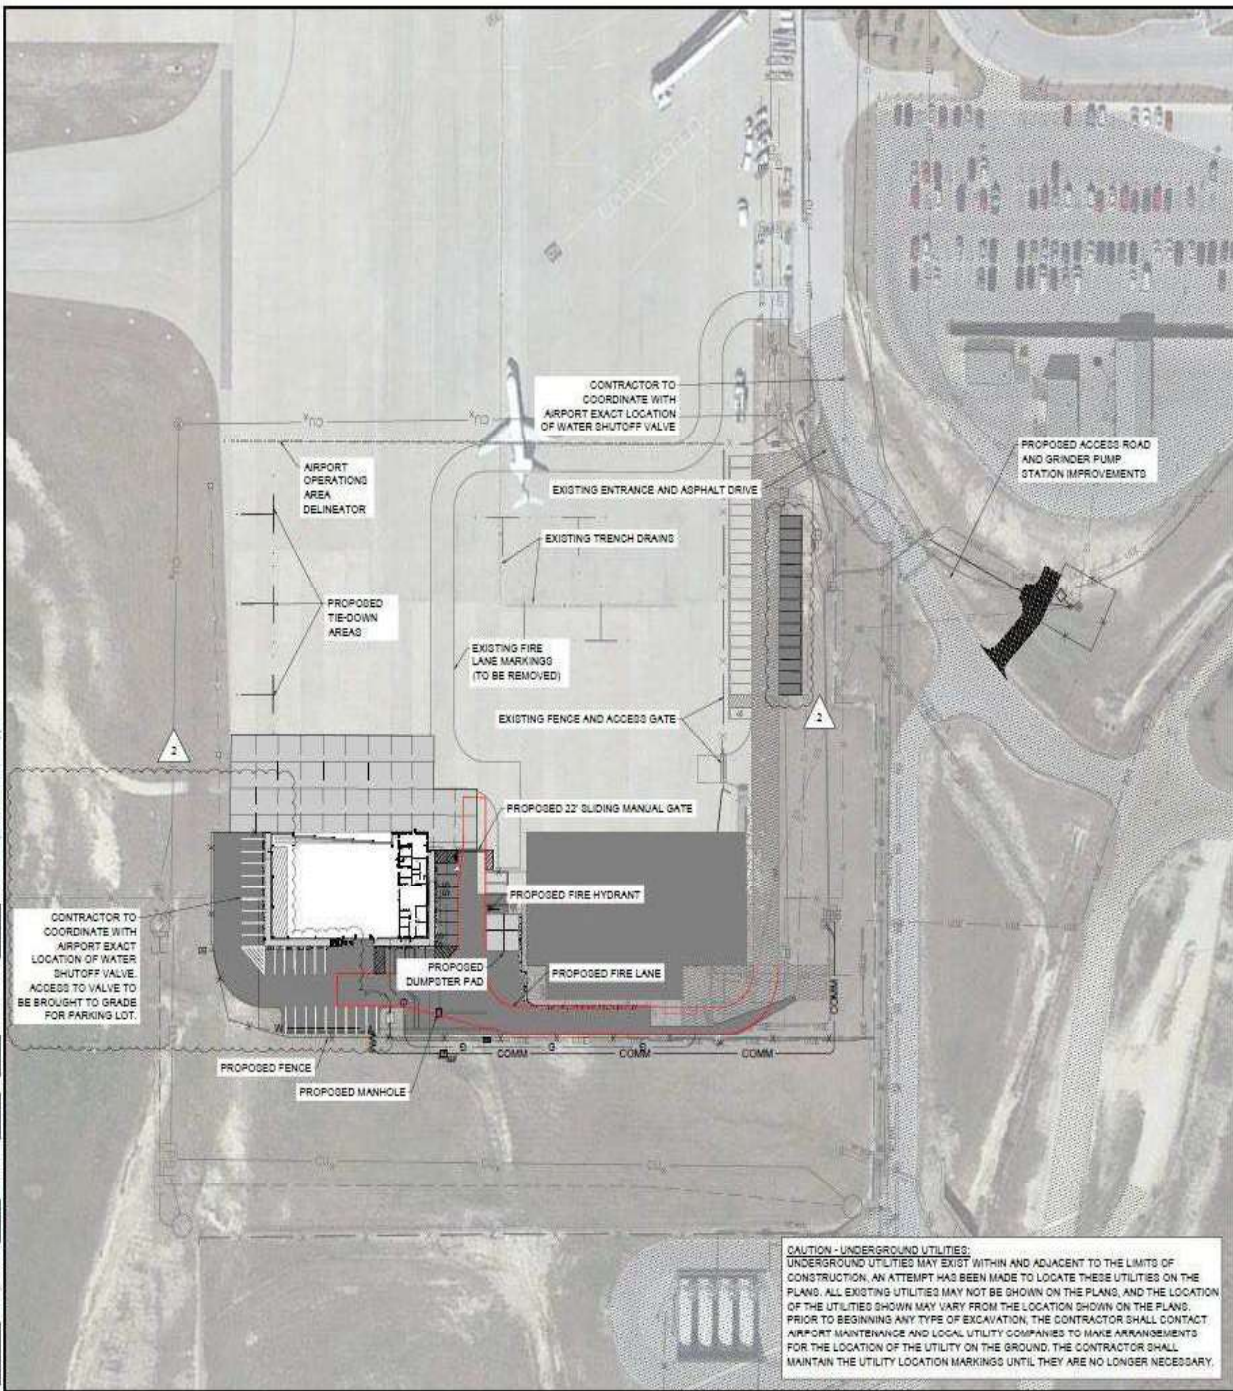 CONTRACTOR TO
COORDINATE WITH
AIRPORT EXACT LOCATION
OF WATER SHUTOFF VALVE
PROPOSED ACCESS ROAD
AND GRINDER PUMP
STATION IMPROVEMENTS
AIRPORT
OPERATIONS
AREA
DELINEATOR
EXISTING ENTRANCE AND ASPHALT DRIVE
EXISTING TRENCH DRAINS
PROPOSED
TIE-DOWN
AREAS
EXISTING FIRE
LANE MARKINGS
(TO BE REMOVED)
EXISTING FENCE AND ACCESS GATE
2
2
PROPOSED 22' SLIDING MANUAL GATE
PROPOSED FIRE HYDRANT
CONTRACTOR TO
COORDINATE WITH
AIRPORT EXACT
LOCATION OF WATER
SHUTOFF VALVE.
ACCESS TO VALVE TO
BE BROUGHT TO GRADE
FOR PARKING LOT.
PROPOSED
DUMPSTER PAD
PROPOSED FIRE LANE
COMM
G
G
G
COMM
COMM
COMM
PROPOSED FENCE
PROPOSED MANHOLE
CAUTION - UNDERGROUND UTILITIES:
UNDERGROUND UTILITIES MAY EXIST WITHIN AND ADJACENT TO THE LIMITS OF
CONSTRUCTION. AN ATTEMPT HAS BEEN MADE TO LOCATE THESE UTILITIES ON THE
PLANS. ALL EXISTING UTILITIES MAY NOT BE SHOWN ON THE PLANS, AND THE LOCATION
OF THE UTILITIES SHOWN MAY VARY FROM THE LOCATION SHOWN ON THE PLANS.
PRIOR TO BEGINNING ANY TYPE OF EXCAVATION, THE CONTRACTOR SHALL CONTACT
AIRPORT MAINTENANCE AND LOCAL UTILITY COMPANIES TO MAKE ARRANGEMENTS
FOR THE LOCATION OF THE UTILITY ON THE GROUND. THE CONTRACTOR SHALL
MAINTAIN THE UTILITY LOCATION MARKINGS UNTIL THEY ARE NO LONGER NECESSARY.